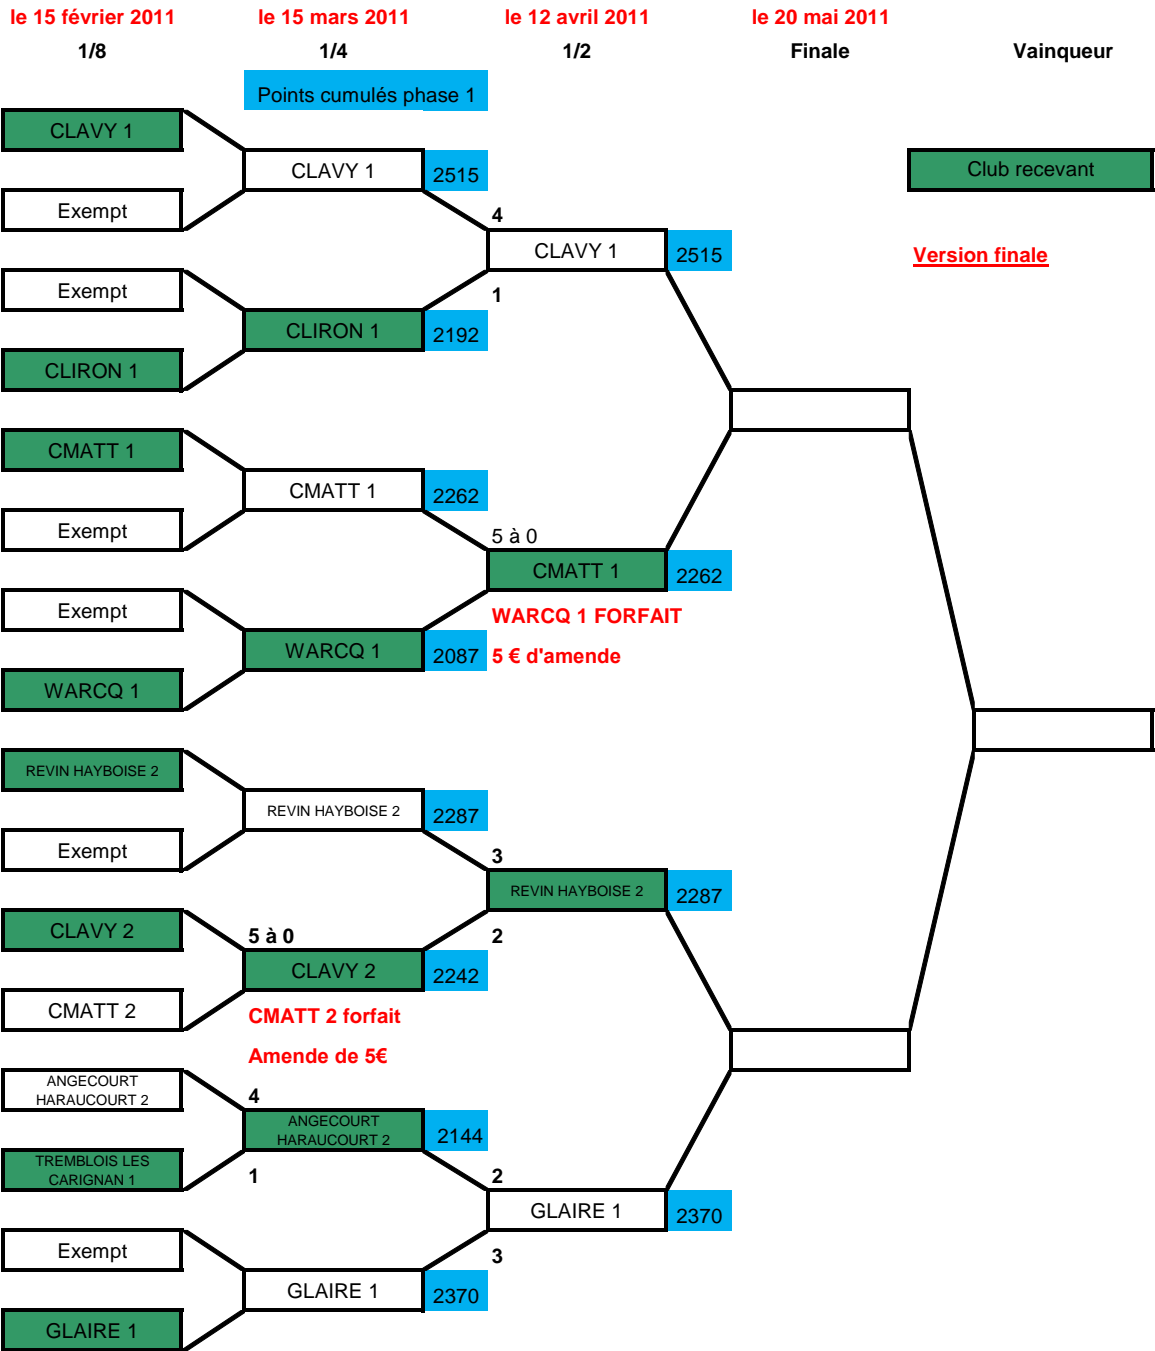 le 15 février 2011
le 15 mars 2011
le 12 avril 2011
le 20 mai 2011
1/8
1/4
1/2
Finale
Vainqueur
Points cumulés phase 1
CLAVY 1
CLAVY 1
2515
Club recevant
Exempt
4
CLAVY 1
2515
Version finale
Exempt
1
CLIRON 1
2192
CLIRON 1
CMATT 1
CMATT 1
2262
Exempt
5 à 0
CMATT 1
2262
Exempt
WARCQ 1 FORFAIT
WARCQ 1
2087
5 € d'amende
WARCQ 1
REVIN HAYBOISE 2
REVIN HAYBOISE 2
2287
Exempt
3
REVIN HAYBOISE 2
2287
CLAVY 2
5 à 0
2
CLAVY 2
2242
CMATT 2
CMATT 2 forfait
Amende de 5€
ANGECOURT
HARAUCOURT 2
4
ANGECOURT
HARAUCOURT 2
2144
TREMBLOIS LES
CARIGNAN 1
1
2
GLAIRE 1
2370
Exempt
3
GLAIRE 1
2370
GLAIRE 1